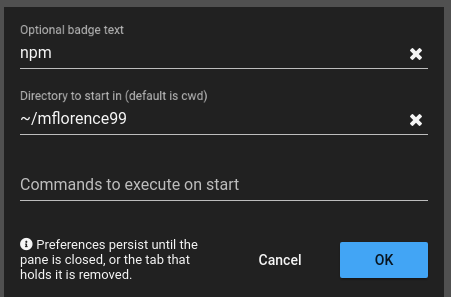 Optional badge text
npm
Directory to start in (default is cwd)
~/mflorence99
Commands to execute on start
Preferences persist until the
pane is closed, or the tab that
holds it is removed.
Cancel
OK